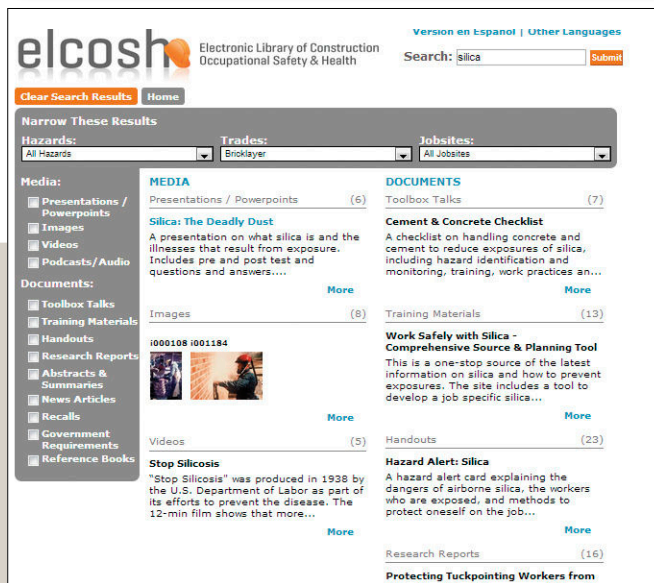 elcosh
Electronic Library of Construction
Occupational Safety & Health
Version en Español | Other Languages
Search: silica Submit
Clear Search Results Home
Narrow These Results
Hazards: Trades: Jobsites:
All Hazards Bricklayer All Jobsites
Media:
Presentations /
Powerpoints
Images
Videos
Podcasts/Audio
Documents:
Toolbox Talks
Training Materials
Handouts
Research Reports
Abstracts &
Summaries
News Articles
Recalls
Government
Requirements
Reference Books
MEDIA
Presentations / Powerpoints (6)
Silica: The Deadly Dust
A presentation on what silica is and the
illnesses that result from exposure.
Includes pre and post test and
questions and answers....
More
Images (8)
i000108 i001184
More
Videos (5)
Stop Silicosis
"Stop Silicosis" was produced in 1938 by
the U.S. Department of Labor as part of
its efforts to prevent the disease. The
12-min film shows that more...
More
DOCUMENTS
Toolbox Talks (7)
Cement & Concrete Checklist
A checklist on handling concrete and
cement to reduce exposures of silica,
including hazard identification and
monitoring, training, work practices an...
More
Training Materials (13)
Work Safely with Silica -
Comprehensive Source & Planning Tool
This is a one-stop source of the latest
information on silica and how to prevent
exposures. The site includes a tool to
develop a job specific silica...
More
Handouts (23)
Hazard Alert: Silica
A hazard alert card explaining the
dangers of airborne silica, the workers
who are exposed, and methods to
protect oneself on the job...
More
Research Reports (16)
Protecting Tuckpointing Workers from